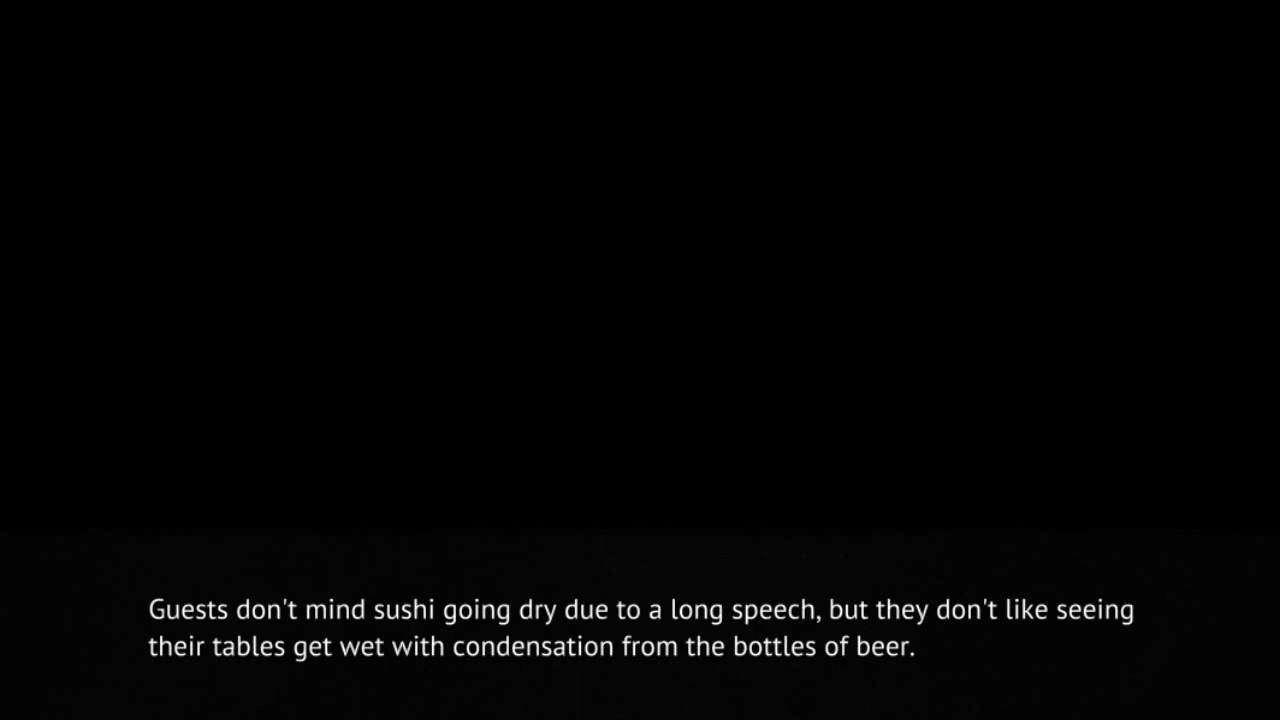 Guests don't mind sushi going dry due to a long speech, but they don't like seeing
their tables get wet with condensation from the bottles of beer.